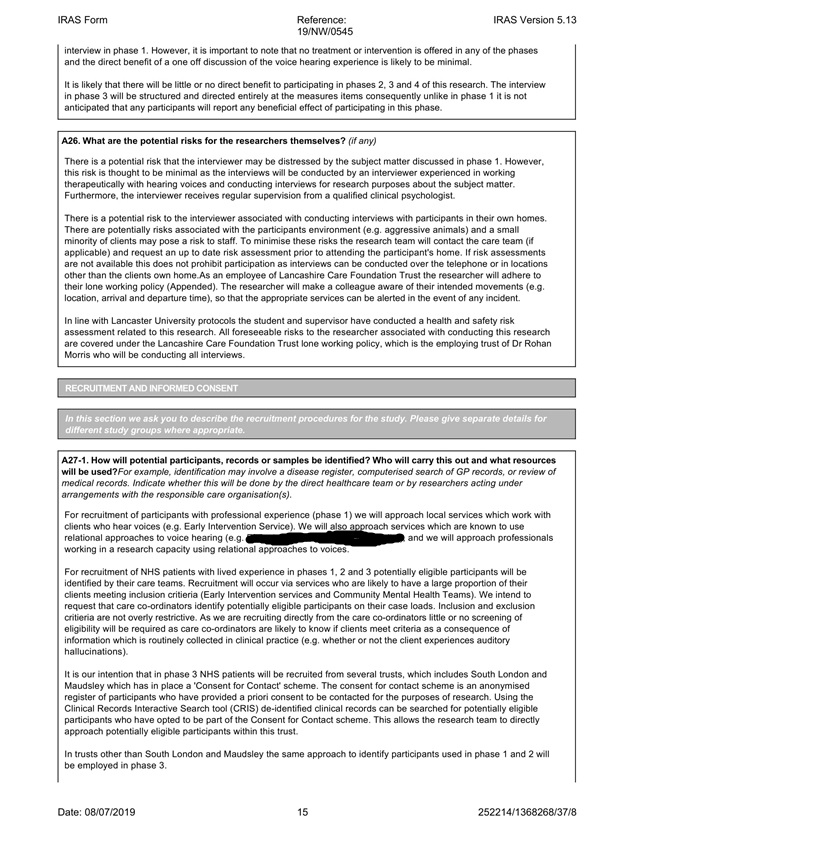 IRAS Form
Reference:
19/NW/0545
IRAS Version 5.13
interview in phase 1. However, it is important to note that no treatment or intervention is offered in any of the phases
and the direct benefit of a one off discussion of the voice hearing experience is likely to be minimal.
It is likely that there will be little or no direct benefit to participating in phases 2, 3 and 4 of this research. The interview
in phase 3 will be structured and directed entirely at the measures items consequently unlike in phase 1 it is not
anticipated that any participants will report any beneficial effect of participating in this phase.
A26. What are the potential risks for the researchers themselves? (if any)
There is a potential risk that the interviewer may be distressed by the subject matter discussed in phase 1. However,
this risk is thought to be minimal as the interviews will be conducted by an interviewer experienced in working
therapeutically with hearing voices and conducting interviews for research purposes about the subject matter.
Furthermore, the interviewer receives regular supervision from a qualified clinical psychologist.
There is a potential risk to the interviewer associated with conducting interviews with participants in their own homes.
There are potentially risks associated with the participants environment (e.g. aggressive animals) and a small
minority of clients may pose a risk to staff. To minimise these risks the research team will contact the care team (if
applicable) and request an up to date risk assessment prior to attending the participant's home. If risk assessments
are not available this does not prohibit participation as interviews can be conducted over the telephone or in locations
other than the clients own home.As an employee of Lancashire Care Foundation Trust the researcher will adhere to
their lone working policy (Appended). The researcher will make a colleague aware of their intended movements (e.g.
location, arrival and departure time), so that the appropriate services can be alerted in the event of any incident.
In line with Lancaster University protocols the student and supervisor have conducted a health and safety risk
assessment related to this research. All foreseeable risks to the researcher associated with conducting this research
are covered under the Lancashire Care Foundation Trust lone working policy, which is the employing trust of Dr Rohan
Morris who will be conducting all interviews.
RECRUITMENT AND INFORMED CONSENT
In this section we ask you to describe the recruitment procedures for the study. Please give separate details for
different study groups where appropriate.
A27-1. How will potential participants, records or samples be identified? Who will carry this out and what resources
will be used?For example, identification may involve a disease register, computerised search of GP records, or review of
medical records. Indicate whether this will be done by the direct healthcare team or by researchers acting under
arrangements with the responsible care organisation(s).
For recruitment of participants with professional experience (phase 1) we will approach local services which work with
clients who hear voices (e.g. Early Intervention Service). We will also approach services which are known to use
relational approaches to voice hearing (e.g. and we will approach professionals
working in a research capacity using relational approaches to voices.
For recruitment of NHS patients with lived experience in phases 1, 2 and 3 potentially eligible participants will be
identified by their care teams. Recruitment will occur via services who are likely to have a large proportion of their
clients meeting inclusion criteria (Early Intervention services and Community Mental Health Teams). We intend to
request that care co-ordinators identify potentially eligible participants on their case loads. Inclusion and exclusion
critieria are not overly restrictive. As we are recruiting directly from the care co-ordinators little or no screening of
eligibility will be required as care co-ordinators are likely to know if clients meet criteria as a consequence of
information which is routinely collected in clinical practice (e.g. whether or not the client experiences auditory
hallucinations).
It is our intention that in phase 3 NHS patients will be recruited from several trusts, which includes South London and
Maudsley which has in place a 'Consent for Contact' scheme. The consent for contact scheme is an anonymised
register of participants who have provided a priori consent to be contacted for the purposes of research. Using the
Clinical Records Interactive Search tool (CRIS) de-identified clinical records can be searched for potentially eligible
participants who have opted to be part of the Consent for Contact scheme. This allows the research team to directly
approach potentially eligible participants within this trust.
In trusts other than South London and Maudsley the same approach to identify participants used in phase 1 and 2 will
be employed in phase 3.
Date: 08/07/2019
15
252214/1368268/37/8